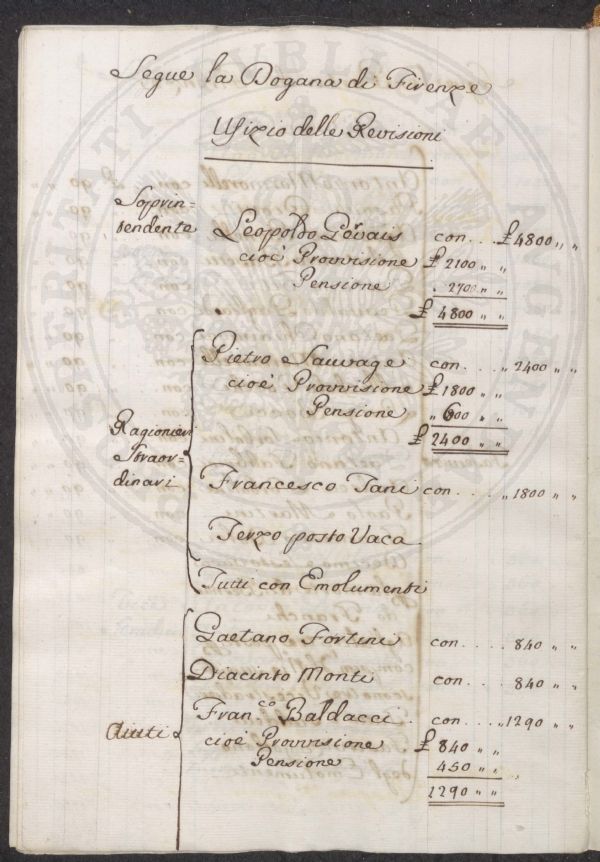 Segue la Dogana di Firenze
Ufizio delle Revisioni
Soprin=
tendente Leopoldo Gervais con... £ 4800 " "
cioè Provvisione £ 2100 " "
Pensione . 2700 " "
£ 4800 " "
Pietro Sauvage con... " 2400 " "
cioè Provvisione £ 1800 " "
Pensione " 600 " "
£ 2400 " "
Ragionieri
Straor=
dinari
Francesco Tani con.... " 1800 " "
Terzo posto Vaca
Tutti con Emolumenti
Gaetano Fortini con.... 840 " "
Diacinto Monti con.... 840 " "
Aiuti Fran.co Baldacci con.... " 1290 " "
cioè Provvisione £ 840 " "
Pensione 450 " "
1290 " "